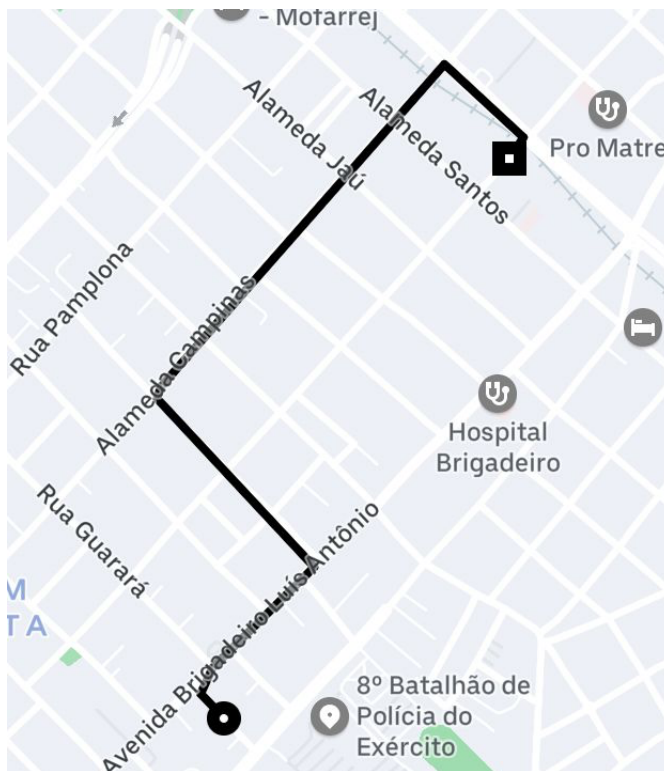 - Mofarrej
Alameda Jaú
Alameda Santos
Pro Matre
Rua Pamplona
Alameda Campinas
Hospital
Brigadeiro
Rua Guarará
Avenida Brigadeiro Luís Antônio
M
TA
8º Batalhão de
Polícia do
Exército